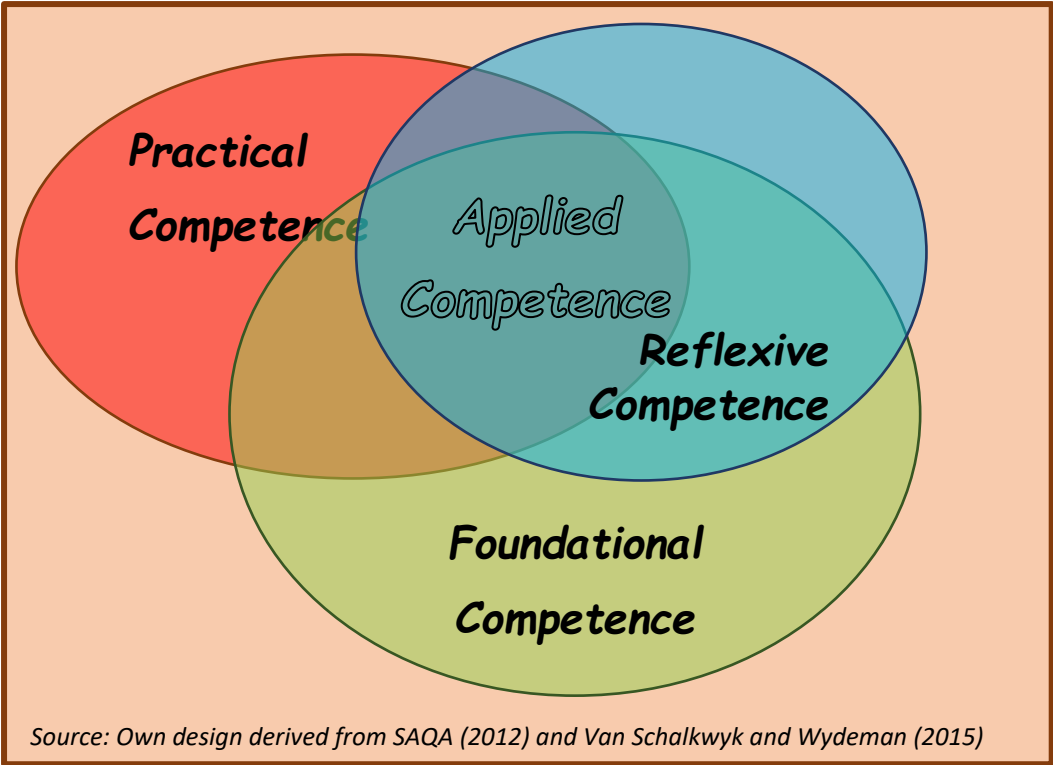 Practical
Competence
Applied
Competence
Reflexive
Competence
Foundational
Competence
Source: Own design derived from SAQA (2012) and Van Schalkwyk and Wydeman (2015)